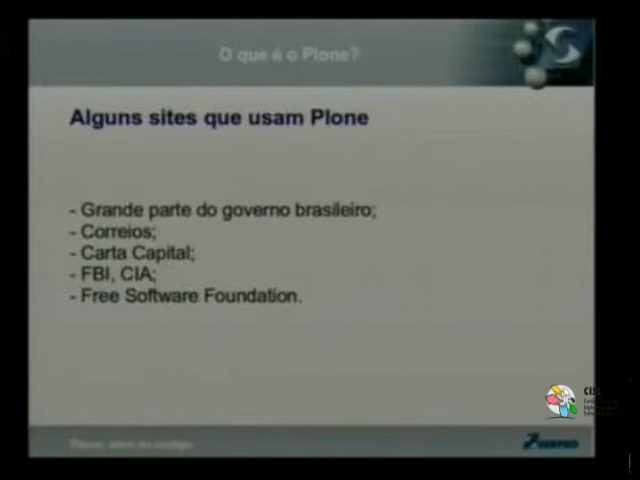 O que é o Plone?
Alguns sites que usam Plone
- Grande parte do governo brasileiro;
- Correios;
- Carta Capital;
- FBI, CIA;
- Free Software Foundation.
SERPRO